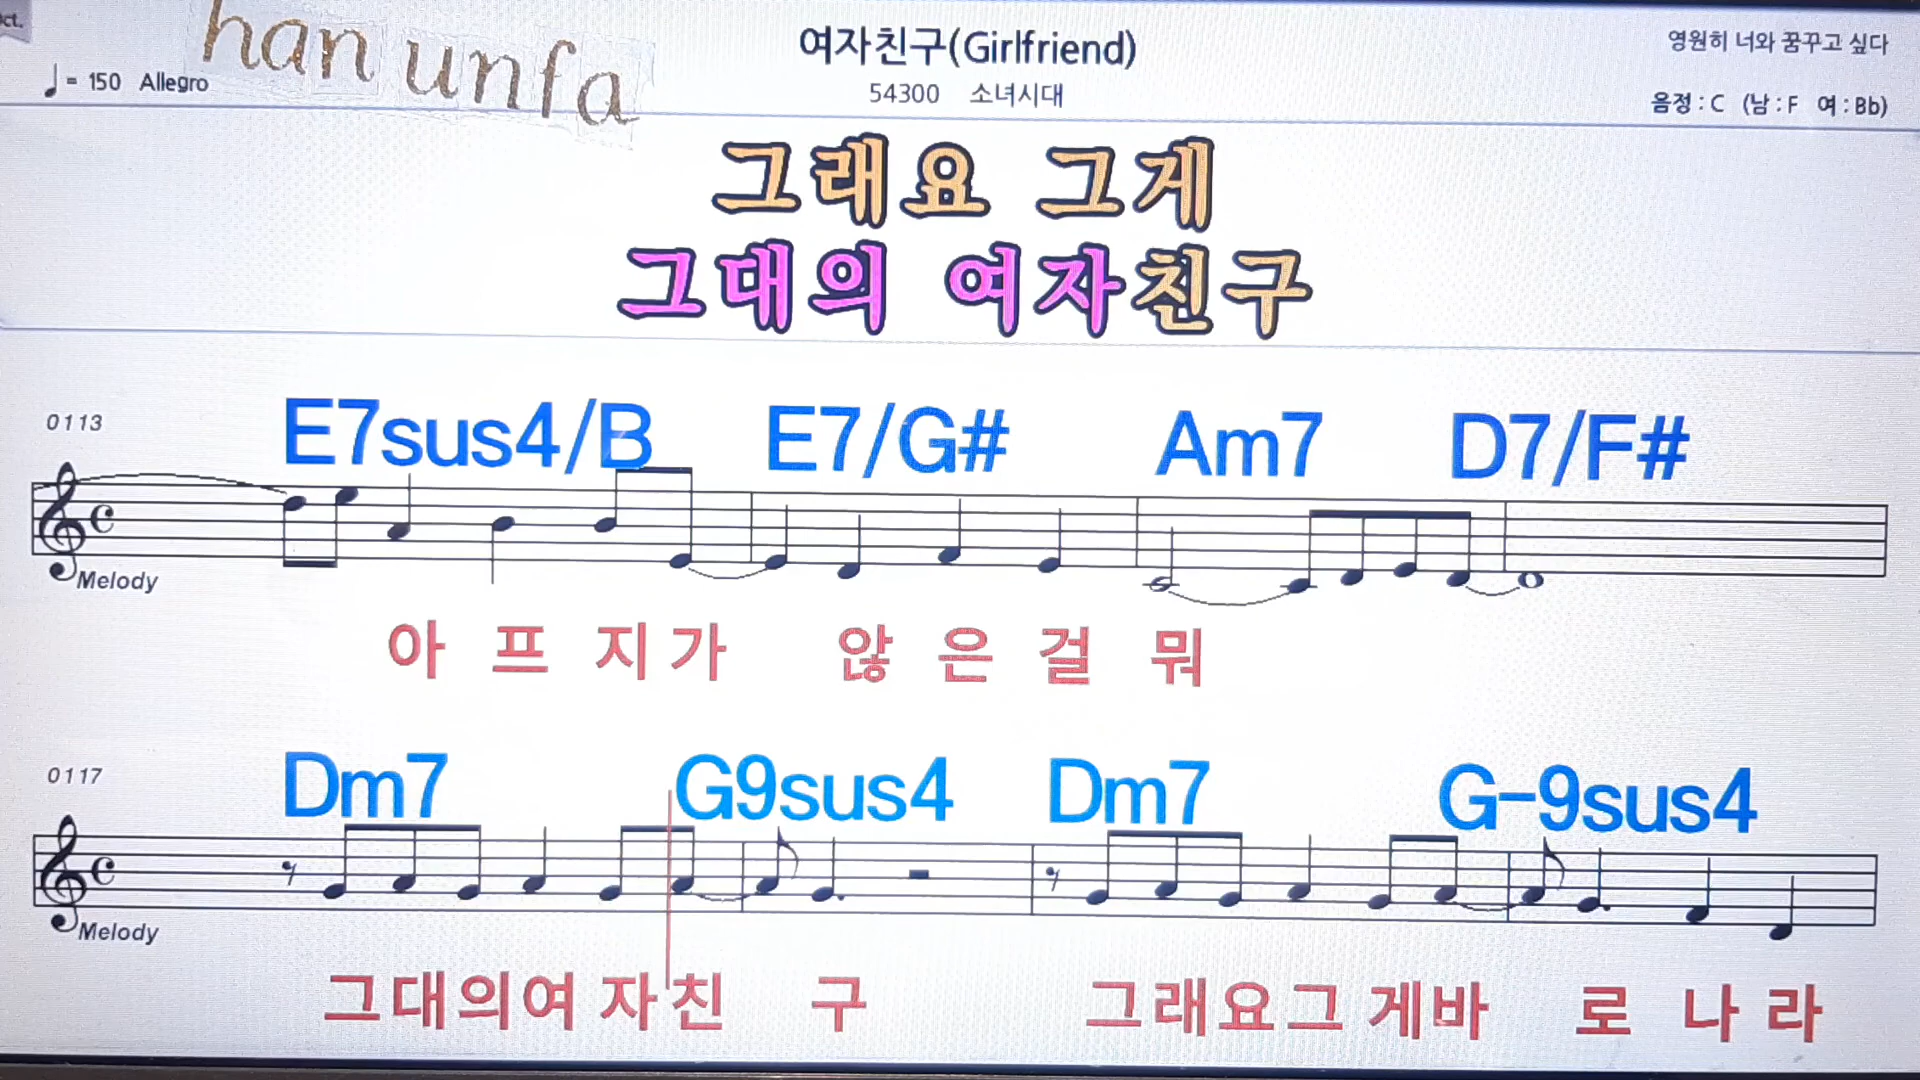 han unfa
여자친구(Girlfriend)
영원히 너와 꿈꾸고 싶다
♩= 150 Allegro
54300 소녀시대
음정 : C (남 : F 여 : Bb)
그래요 그게
그대의 여자친구
0113
E7sus4/B E7/G# Am7 D7/F#
Melody
아 프 지 가 않 은 걸 뭐
0117
Dm7 G9sus4 Dm7 G-9sus4
Melody
그대의여 자친 구 그래요그 게바 로 나 라